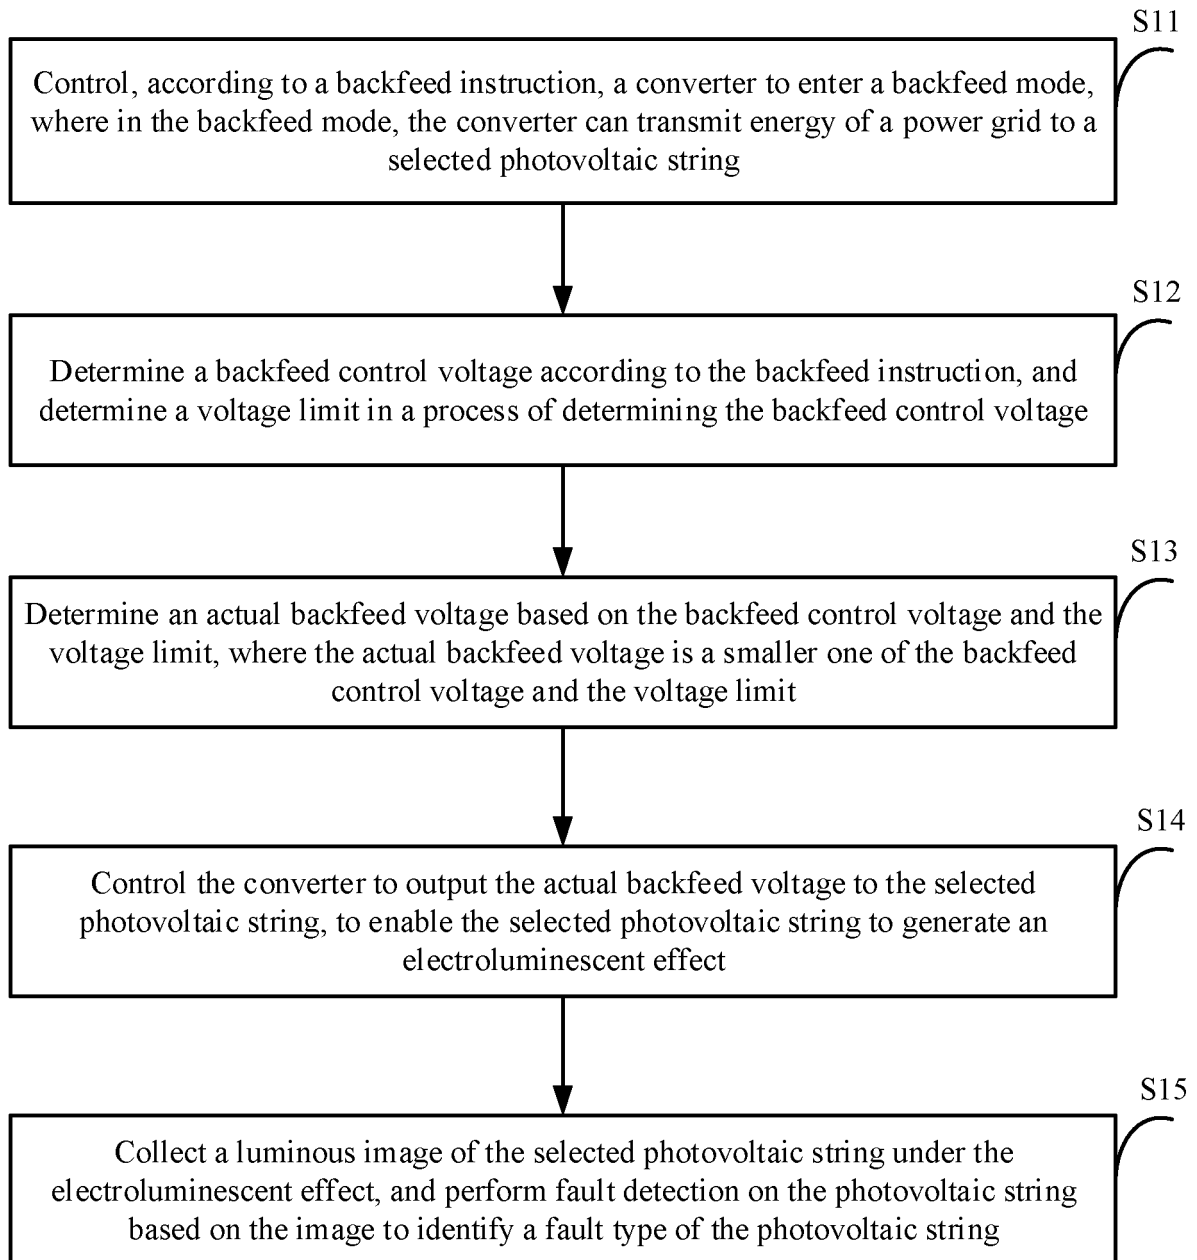 S11
Control, according to a backfeed instruction, a converter to enter a backfeed mode,
where in the backfeed mode, the converter can transmit energy of a power grid to a
selected photovoltaic string
S12
Determine a backfeed control voltage according to the backfeed instruction, and
determine a voltage limit in a process of determining the backfeed control voltage
S13
Determine an actual backfeed voltage based on the backfeed control voltage and the
voltage limit, where the actual backfeed voltage is a smaller one of the backfeed
control voltage and the voltage limit
S14
Control the converter to output the actual backfeed voltage to the selected
photovoltaic string, to enable the selected photovoltaic string to generate an
electroluminescent effect
S15
Collect a luminous image of the selected photovoltaic string under the
electroluminescent effect, and perform fault detection on the photovoltaic string
based on the image to identify a fault type of the photovoltaic string